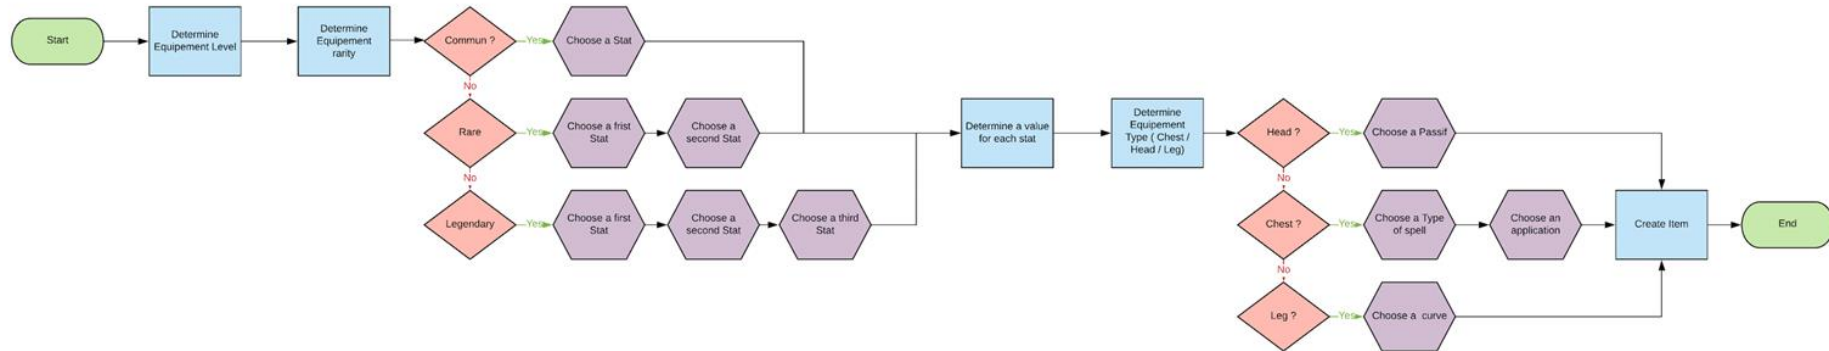 Start
Determine
Equipement Level
Determine
Equipement
rarity
Commun ?
Yes
Choose a Stat
No
Rare
Yes
Choose a frist
Stat
Choose a
second Stat
No
Legendary
Yes
Choose a first
Stat
Choose a
second Stat
Choose a third
Stat
Determine a value
for each stat
Determine
Equipement
Type ( Chest /
Head / Leg)
Head ?
Yes
Choose a Passif
No
Chest ?
Yes
Choose a Type
of spell
Choose an
application
No
Leg ?
Yes
Choose a  curve
Create Item
End